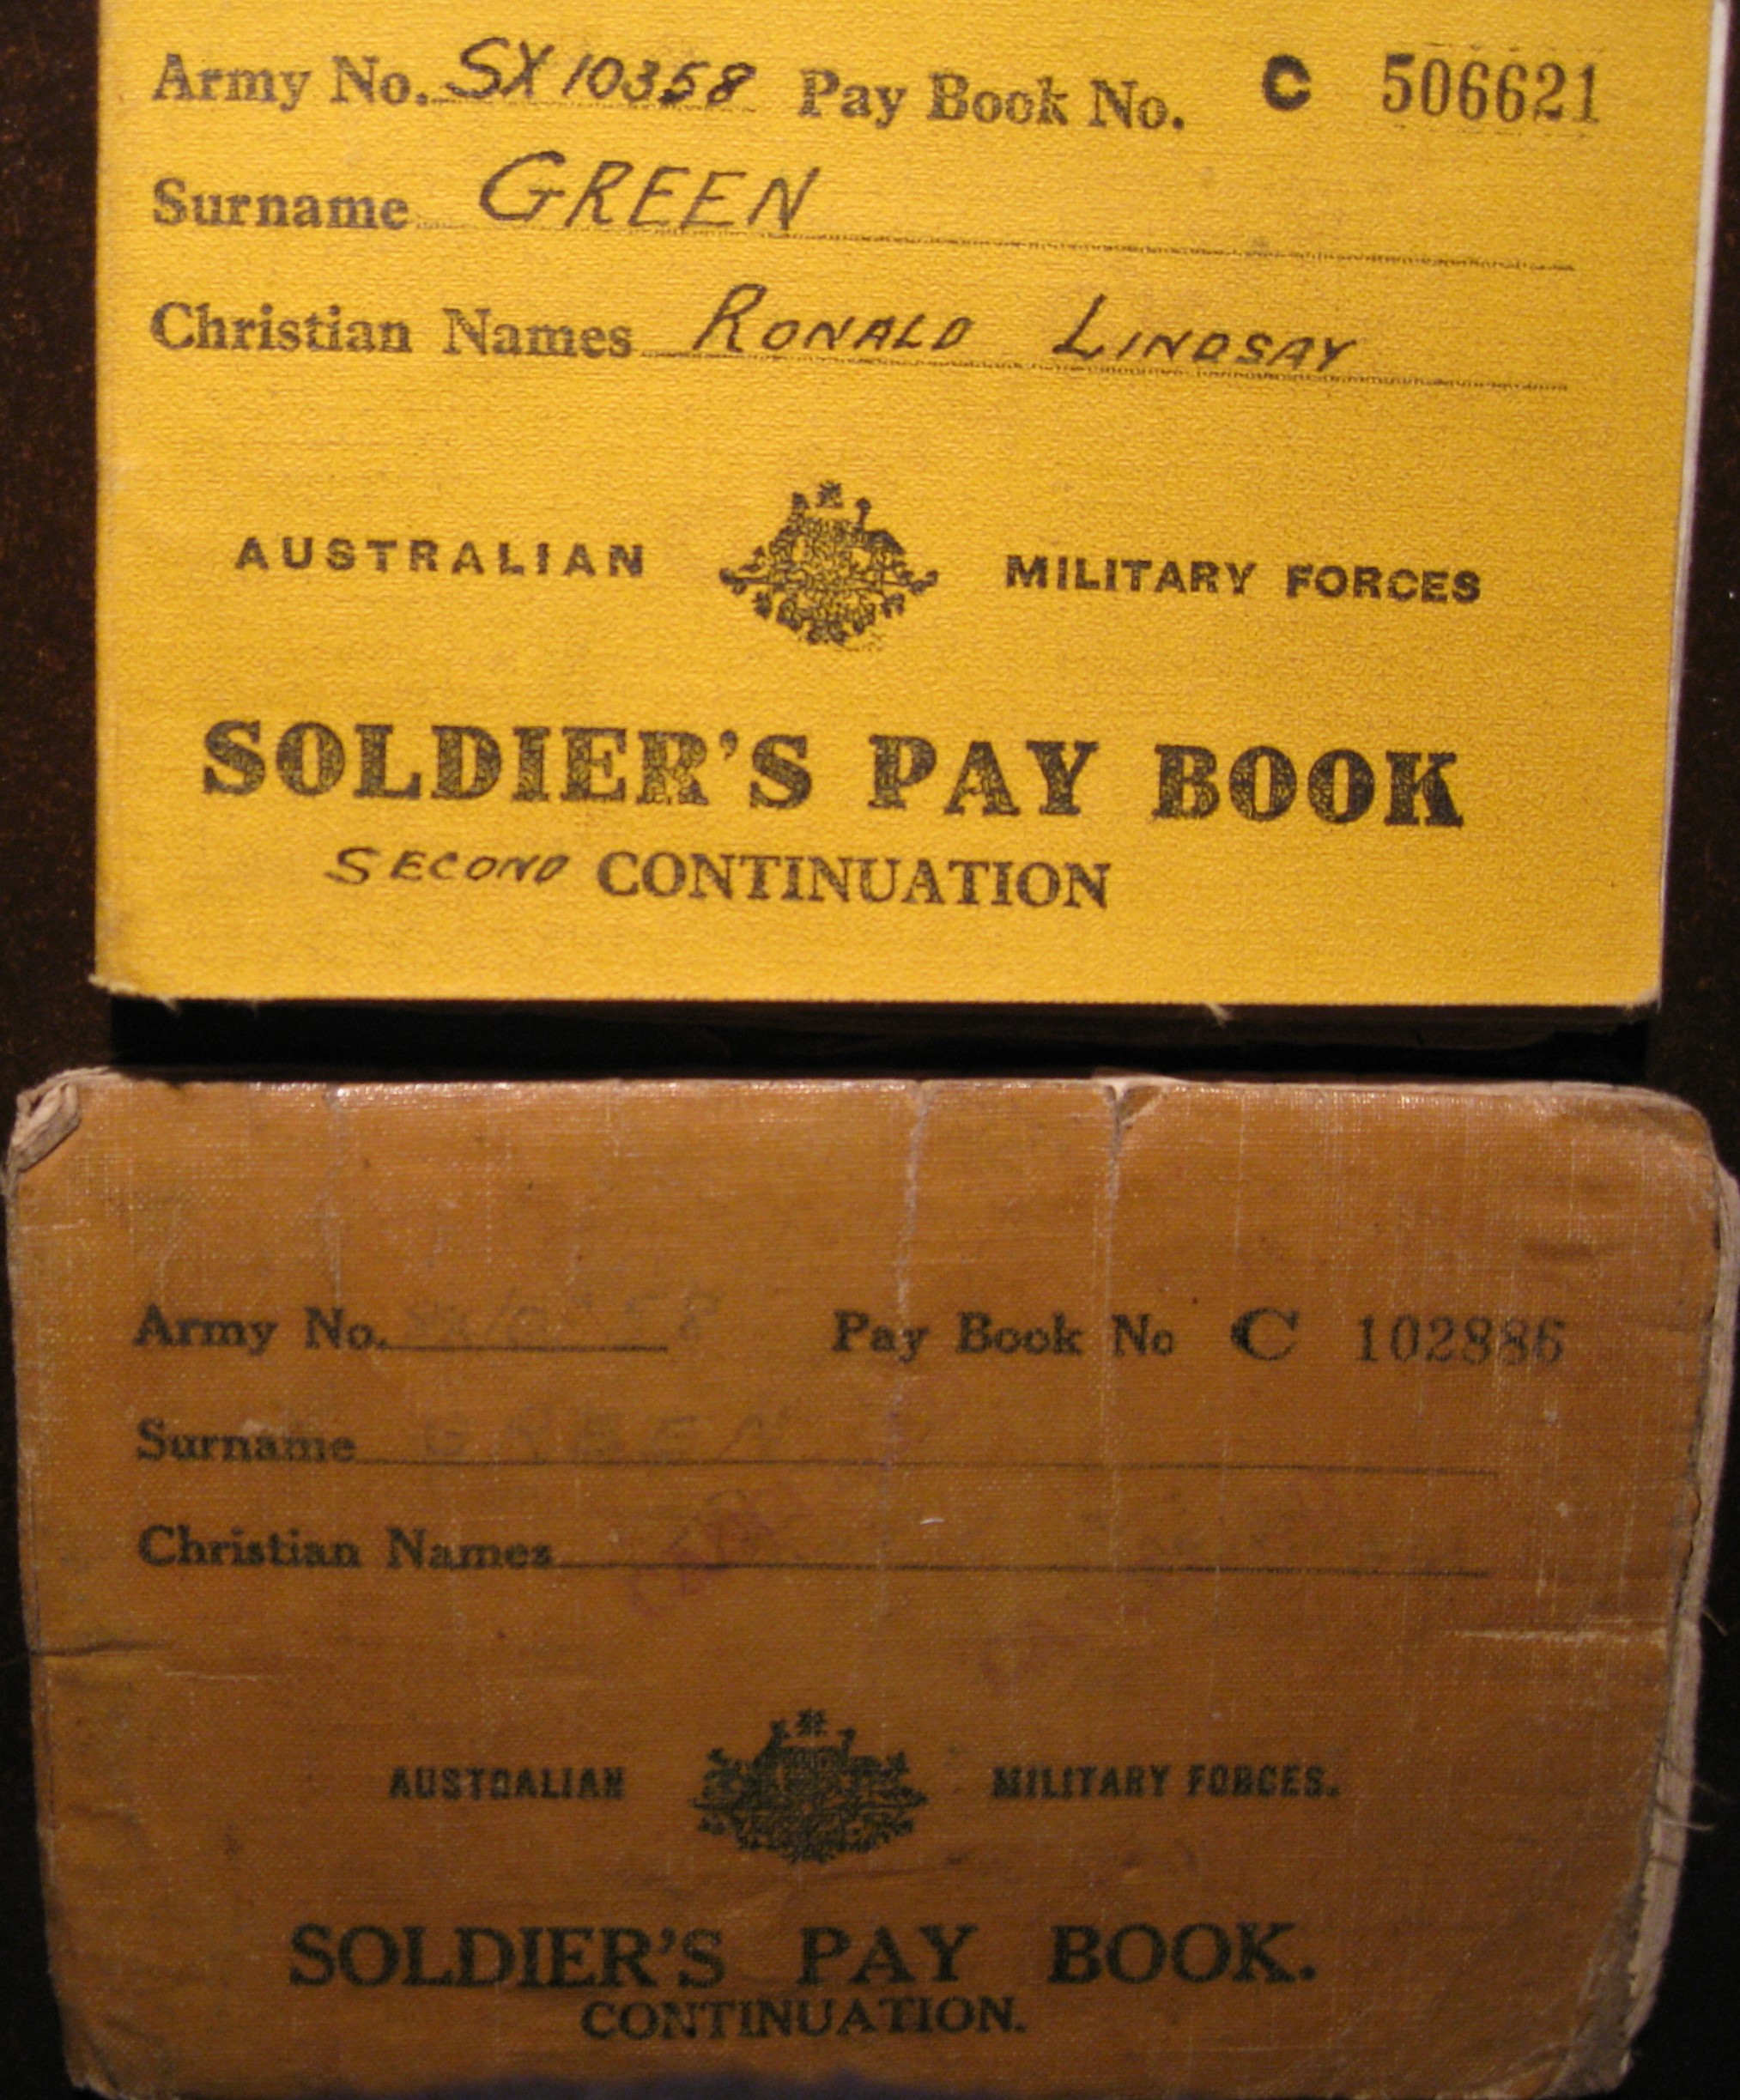 Army No. SX10358 Pay Book No. C 506621
Surname GREEN
Christian Names RONALD LINDSAY
AUSTRALIAN MILITARY FORCES
SOLDIER'S PAY BOOK
SECOND CONTINUATION
Army No. Pay Book No C 102886
Surname GREEN
Christian Names
AUSTRALIAN MILITARY FORCES.
SOLDIER'S PAY BOOK.
CONTINUATION.